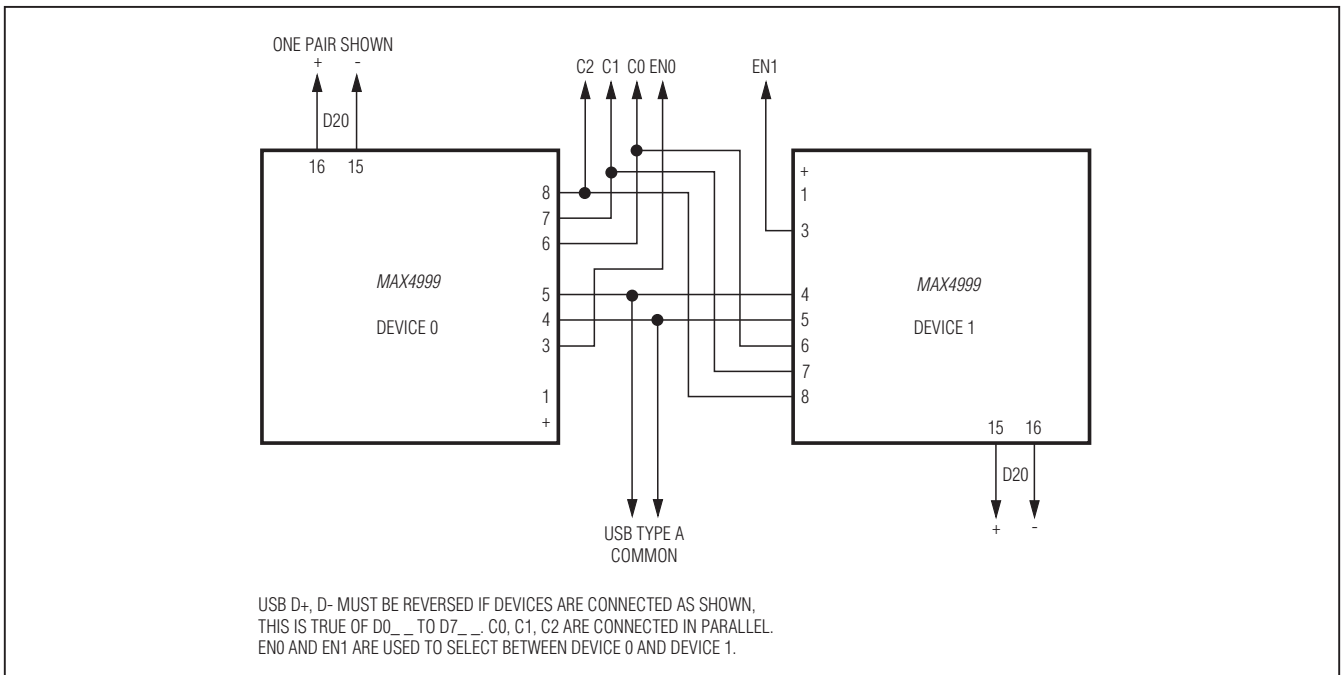 ONE PAIR SHOWN
+ -
D20
16 15
C2 C1 C0 EN0 EN1
8
7
6
5
4
3
1
+
MAX4999
DEVICE 0
+
1
3
4
5
6
7
8
MAX4999
DEVICE 1
15 16
D20
+ -
USB TYPE A
COMMON
USB D+, D- MUST BE REVERSED IF DEVICES ARE CONNECTED AS SHOWN,
THIS IS TRUE OF D0_ _ TO D7_ _. C0, C1, C2 ARE CONNECTED IN PARALLEL.
EN0 AND EN1 ARE USED TO SELECT BETWEEN DEVICE 0 AND DEVICE 1.